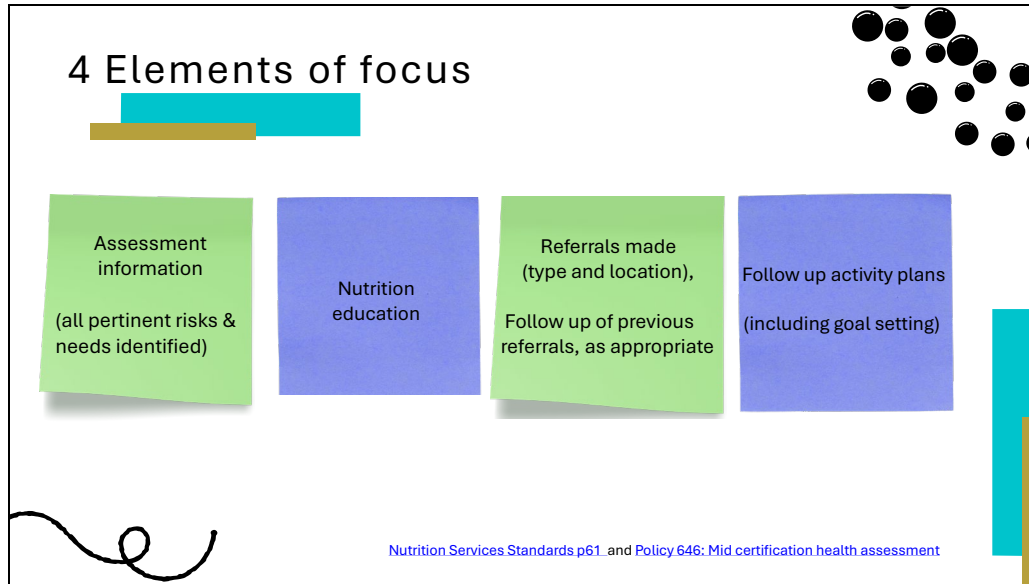 4 Elements of focus
Assessment
information
(all pertinent risks &
needs identified)
Nutrition
education
Referrals made
(type and location),
Follow up of previous
referrals, as appropriate
Follow up activity plans
(including goal setting)
Nutrition Services Standards p61 and Policy 646: Mid certification health assessment